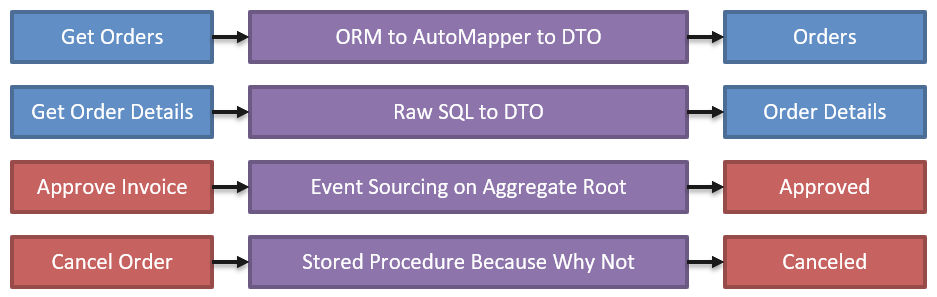 Get Orders
ORM to AutoMapper to DTO
Orders
Get Order Details
Raw SQL to DTO
Order Details
Approve Invoice
Event Sourcing on Aggregate Root
Approved
Cancel Order
Stored Procedure Because Why Not
Canceled